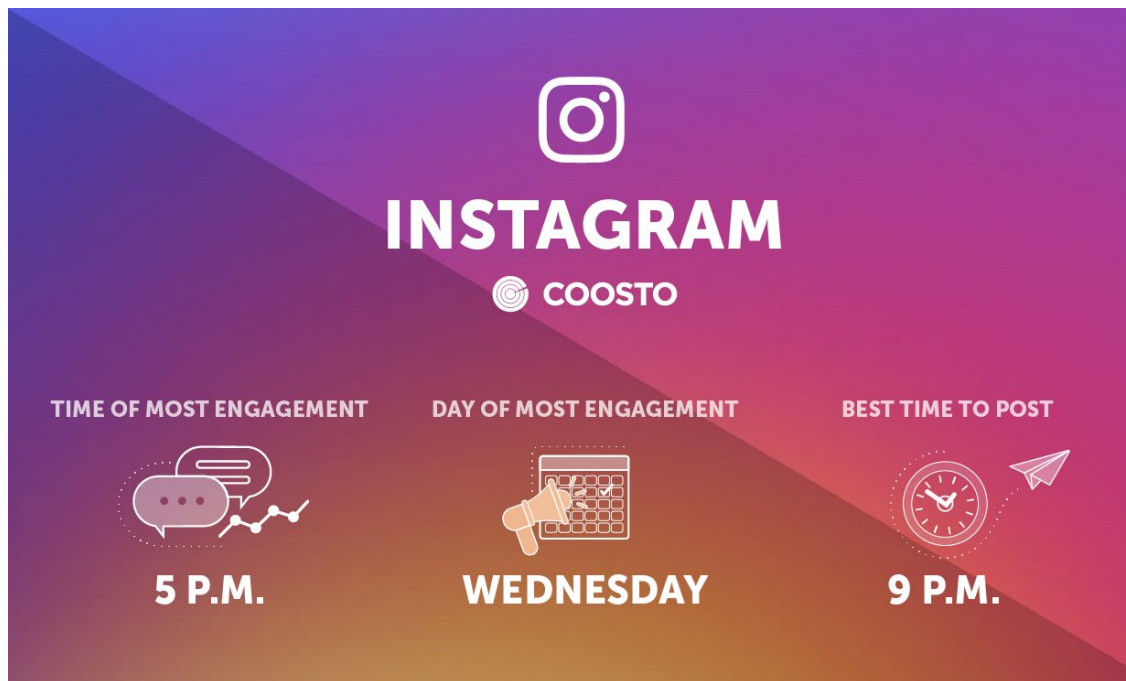 INSTAGRAM
COOSTO
TIME OF MOST ENGAGEMENT
5 P.M.
DAY OF MOST ENGAGEMENT
WEDNESDAY
BEST TIME TO POST
9 P.M.